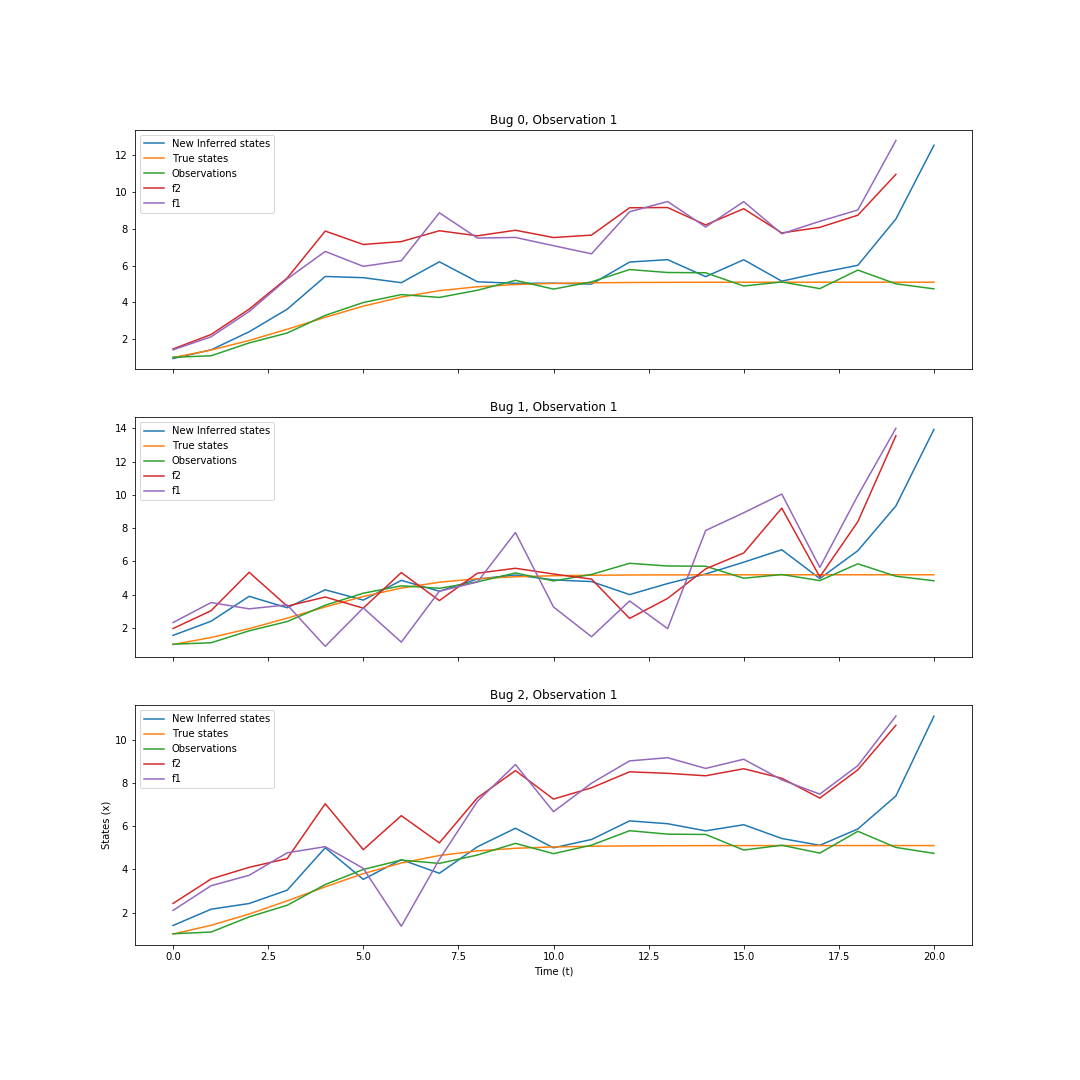 Bug 0, Observation 1
New Inferred states
True states
Observations
f2
f1
12
10
8
6
4
2
Bug 1, Observation 1
New Inferred states
True states
Observations
f2
f1
14
12
10
8
6
4
2
Bug 2, Observation 1
New Inferred states
True states
Observations
f2
f1
10
8
6
4
2
States (x)
0.0 2.5 5.0 7.5 10.0 12.5 15.0 17.5 20.0
Time (t)